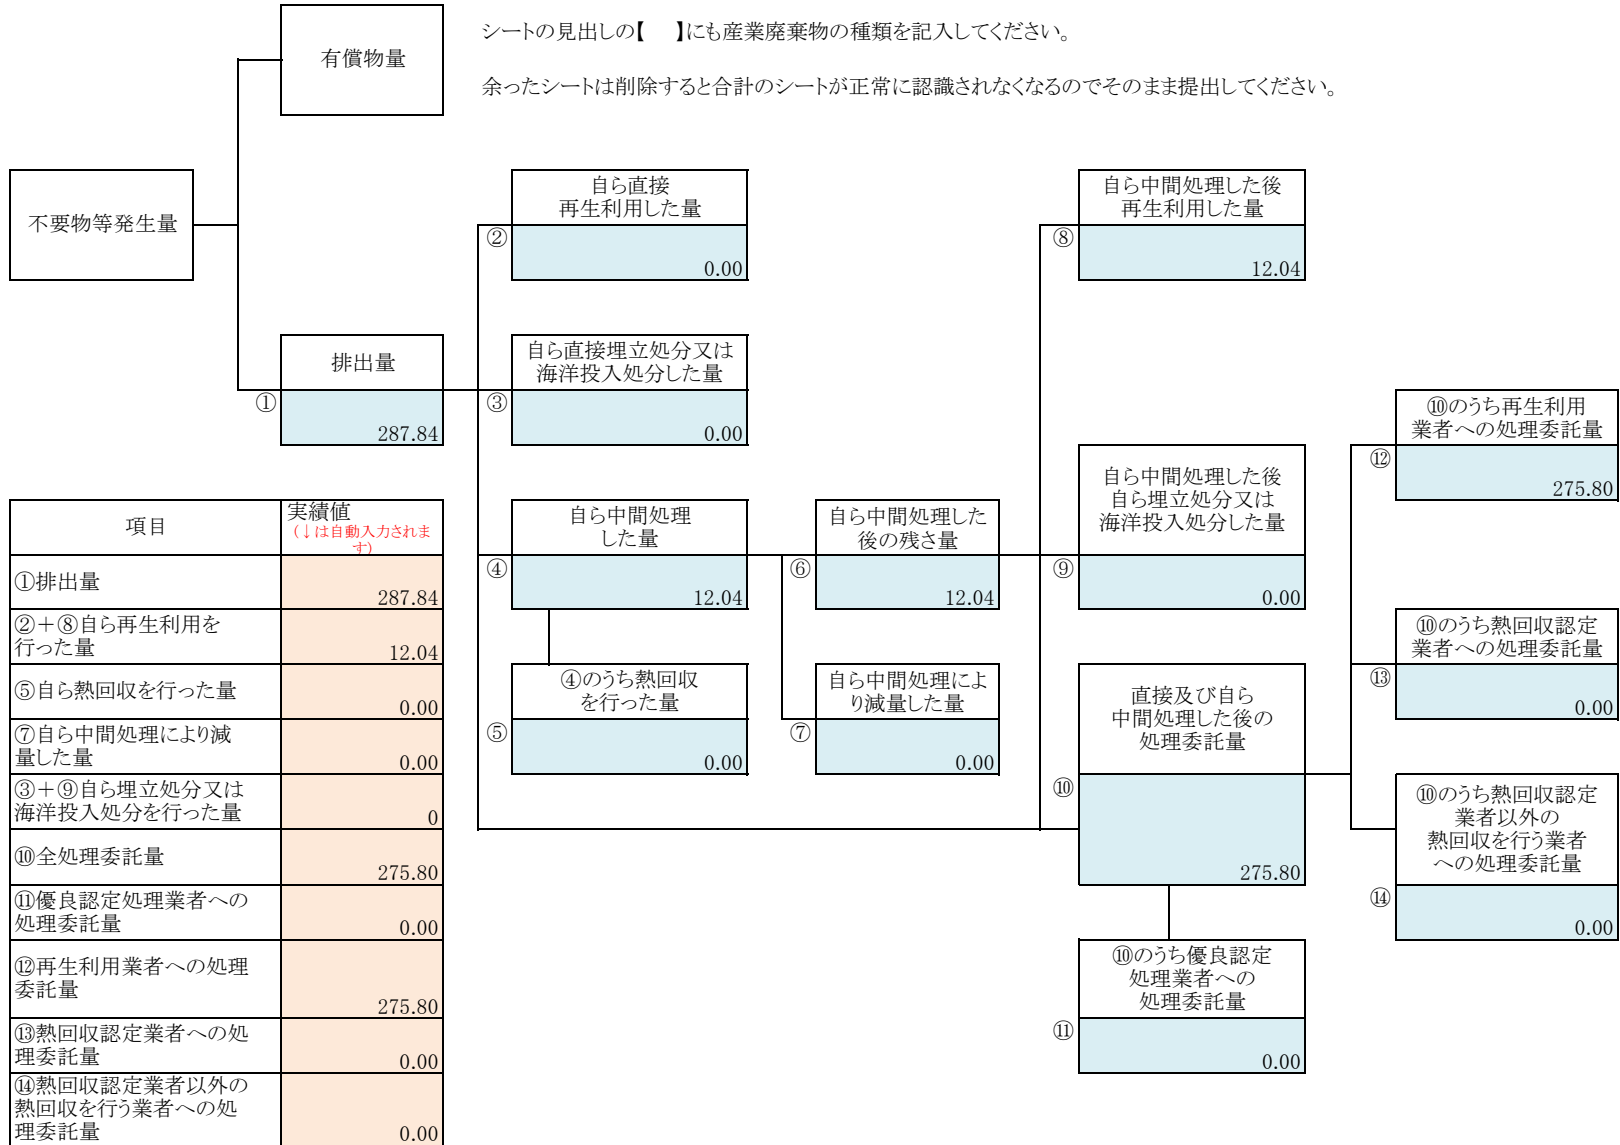 有償物量
シートの見出しの【　】にも産業廃棄物の種類を記入してください。
余ったシートは削除すると合計のシートが正常に認識されなくなるのでそのまま提出してください。
不要物等発生量
自ら直接
再生利用した量
②
0.00
自ら中間処理した後
再生利用した量
⑧
12.04
排出量
①
287.84
自ら直接埋立処分又は
海洋投入処分した量
③
0.00
⑩のうち再生利用
業者への処理委託量
⑫
275.80
自ら中間処理した後
自ら埋立処分又は
海洋投入処分した量
⑨
0.00
自ら中間処理
した量
④
12.04
自ら中間処理した
後の残さ量
⑥
12.04
⑩のうち熱回収認定
業者への処理委託量
⑬
0.00
④のうち熱回収
を行った量
⑤
0.00
自ら中間処理によ
り減量した量
⑦
0.00
直接及び自ら
中間処理した後の
処理委託量
⑩
275.80
⑩のうち熱回収認定
業者以外の
熱回収を行う業者
への処理委託量
⑭
0.00
⑩のうち優良認定
処理業者への
処理委託量
⑪
0.00
項目
実績値
(↓は自動入力されま
す)
①排出量
287.84
②＋⑧自ら再生利用を
行った量
12.04
⑤自ら熱回収を行った量
0.00
⑦自ら中間処理により減
量した量
0.00
③＋⑨自ら埋立処分又は
海洋投入処分を行った量
0
⑩全処理委託量
275.80
⑪優良認定処理業者への
処理委託量
0.00
⑫再生利用業者への処理
委託量
275.80
⑬熱回収認定業者への処
理委託量
0.00
⑭熱回収認定業者以外の
熱回収を行う業者への処
理委託量
0.00